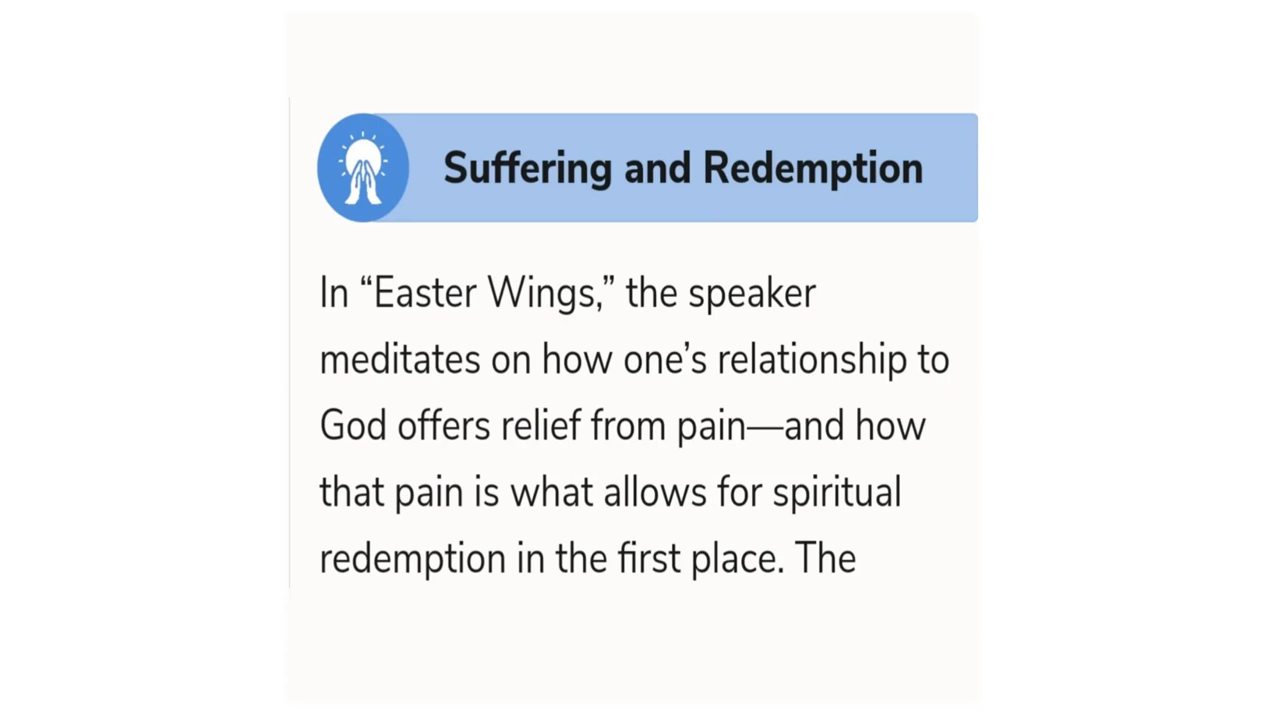 Suffering and Redemption
In “Easter Wings,” the speaker
meditates on how one’s relationship to
God offers relief from pain—and how
that pain is what allows for spiritual
redemption in the first place. The